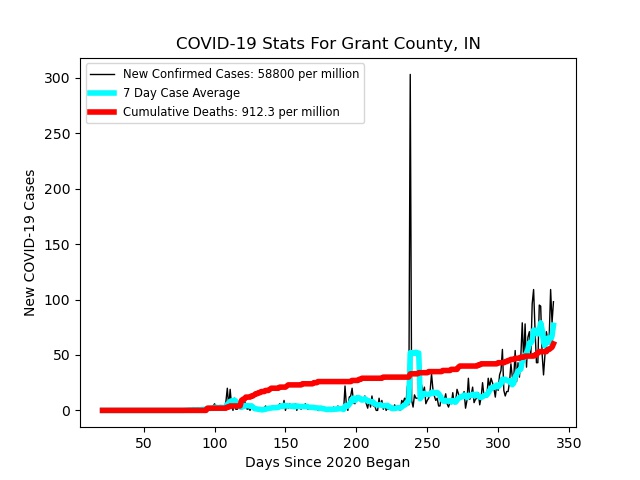 COVID-19 Stats For Grant County, IN
New Confirmed Cases: 58800 per million
7 Day Case Average
Cumulative Deaths: 912.3 per million
New COVID-19 Cases
300
250
200
150
100
50
0
50 100 150 200 250 300 350
Days Since 2020 Began